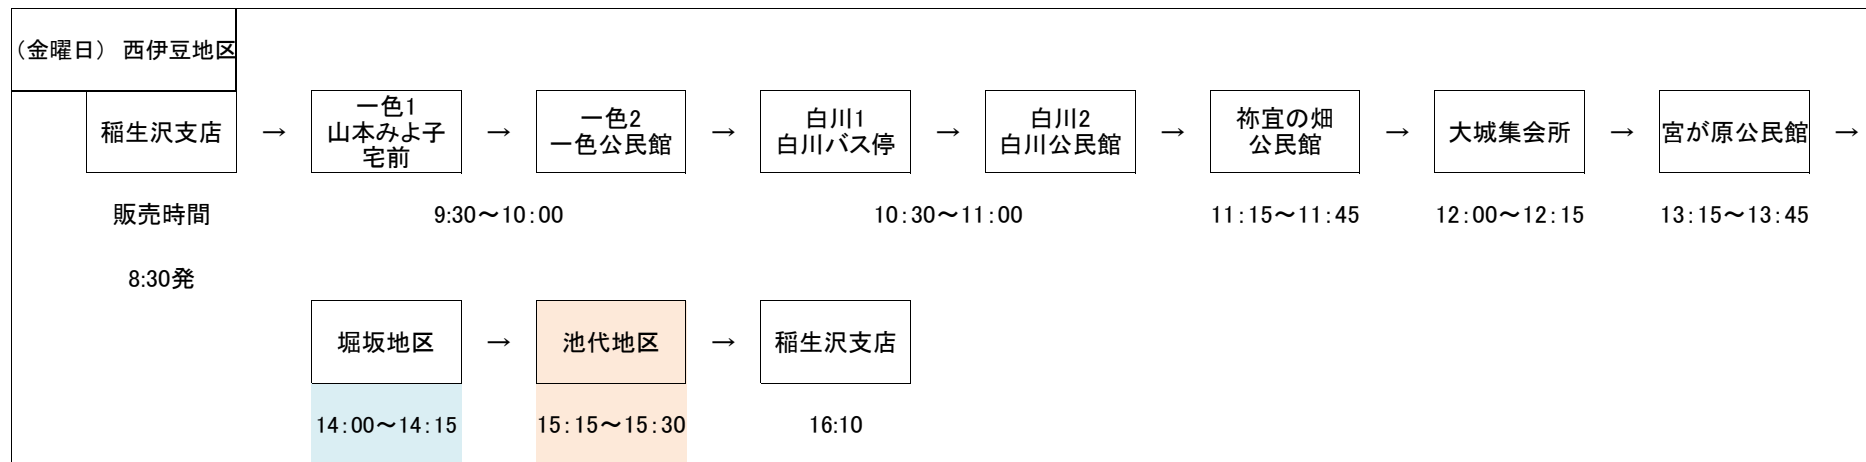 （金曜日） 西伊豆地区
稲生沢支店
→
一色1
山本みよ子
宅前
→
一色2
一色公民館
→
白川1
白川バス停
→
白川2
白川公民館
→
祢宜の畑
公民館
→
大城集会所
→
宮が原公民館
→
販売時間
9:30～10:00
10:30～11:00
11:15～11:45
12:00～12:15
13:15～13:45
8:30発
堀坂地区
→
池代地区
→
稲生沢支店
14:00～14:15
15:15～15:30
16:10